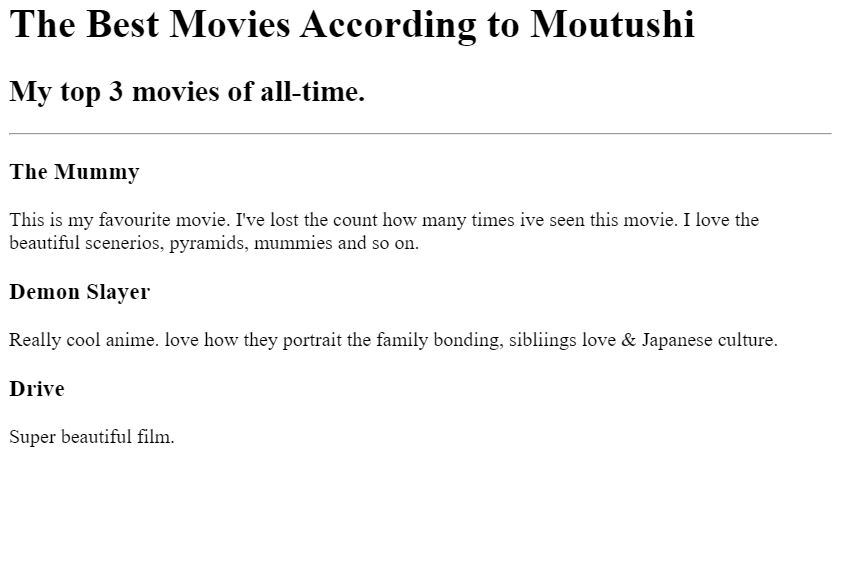 The Best Movies According to Moutushi
My top 3 movies of all-time.
The Mummy
This is my favourite movie. I've lost the count how many times ive seen this movie. I love the
beautiful scenerios, pyramids, mummies and so on.
Demon Slayer
Really cool anime. love how they portrait the family bonding, sibliings love & Japanese culture.
Drive
Super beautiful film.